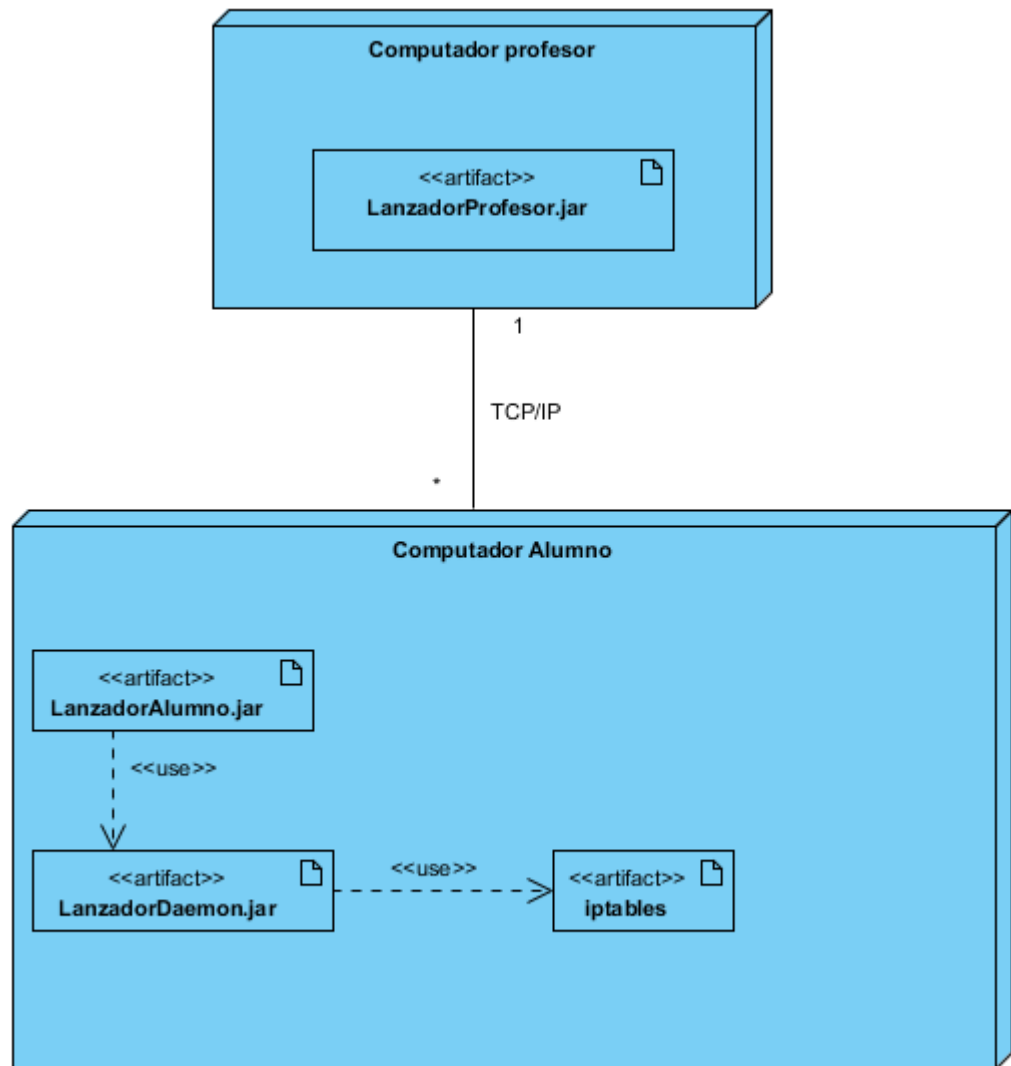 Computador profesor
<<artifact>>
LanzadorProfesor.jar
1
TCP/IP
*
Computador Alumno
<<artifact>>
LanzadorAlumno.jar
<<use>>
<<artifact>>
LanzadorDaemon.jar
<<use>>
<<artifact>>
iptables